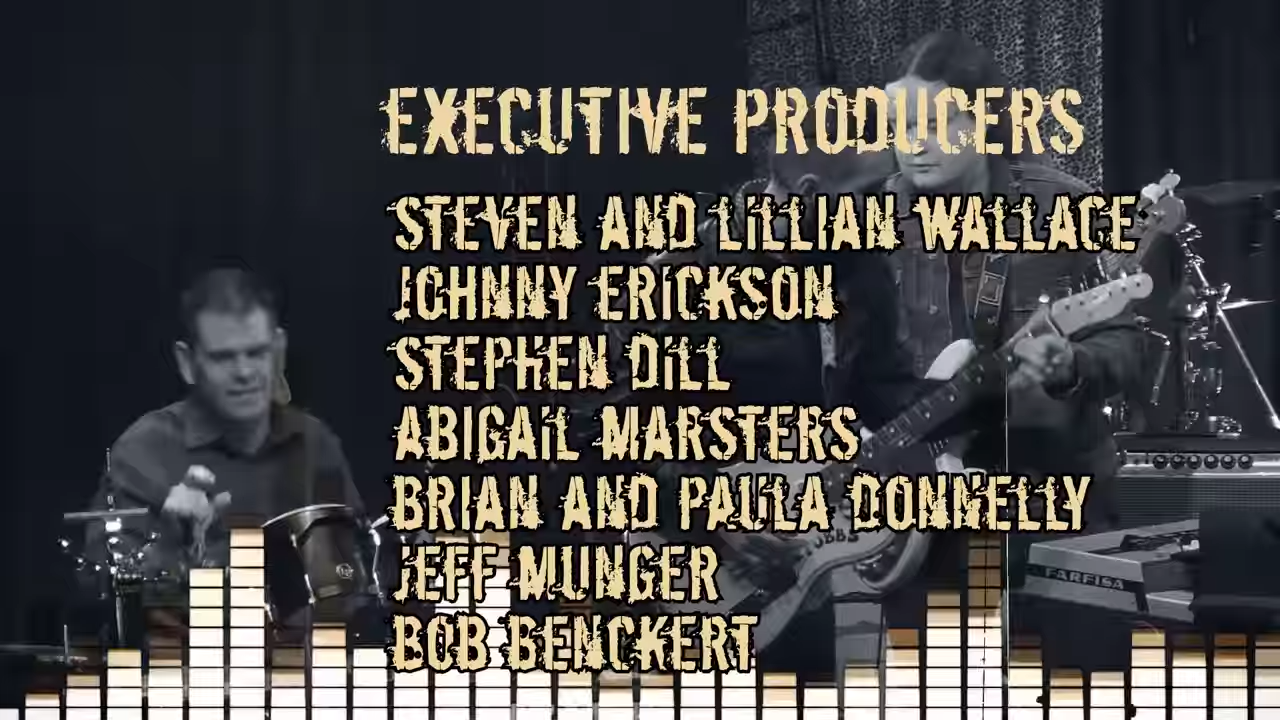 EXECUTIVE PRODUCERS
STEVEN AND LILLIAN WALLACE
JOHNNY ERICKSON
STEPHEN DILL
ABIGAIL MARSTERS
BRIAN AND PAULA DONNELLY
JEFF MUNGER
BOB BENCKERT
FARFISA